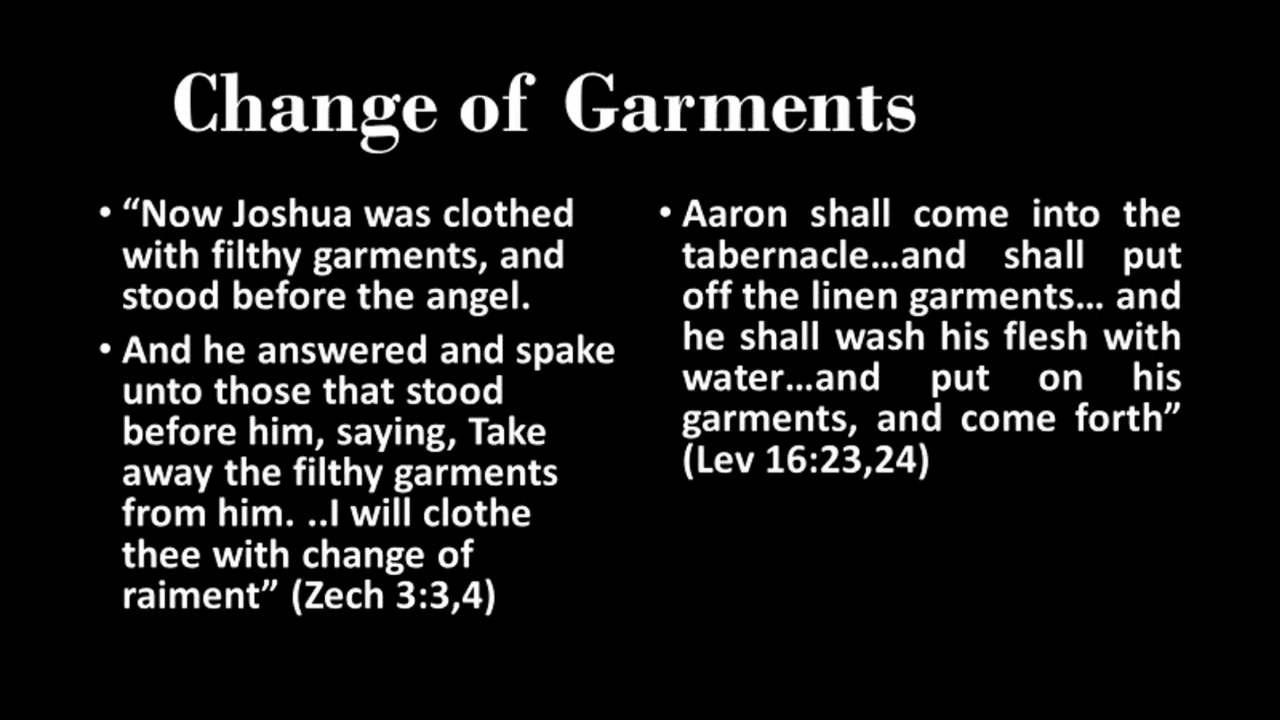 Change of Garments
• “Now Joshua was clothed
with filthy garments, and
stood before the angel.
• And he answered and spake
unto those that stood
before him, saying, Take
away the filthy garments
from him. ..I will clothe
thee with change of
raiment” (Zech 3:3,4)
• Aaron shall come into the
tabernacle…and shall put
off the linen garments… and
he shall wash his flesh with
water…and put on his
garments, and come forth”
(Lev 16:23,24)